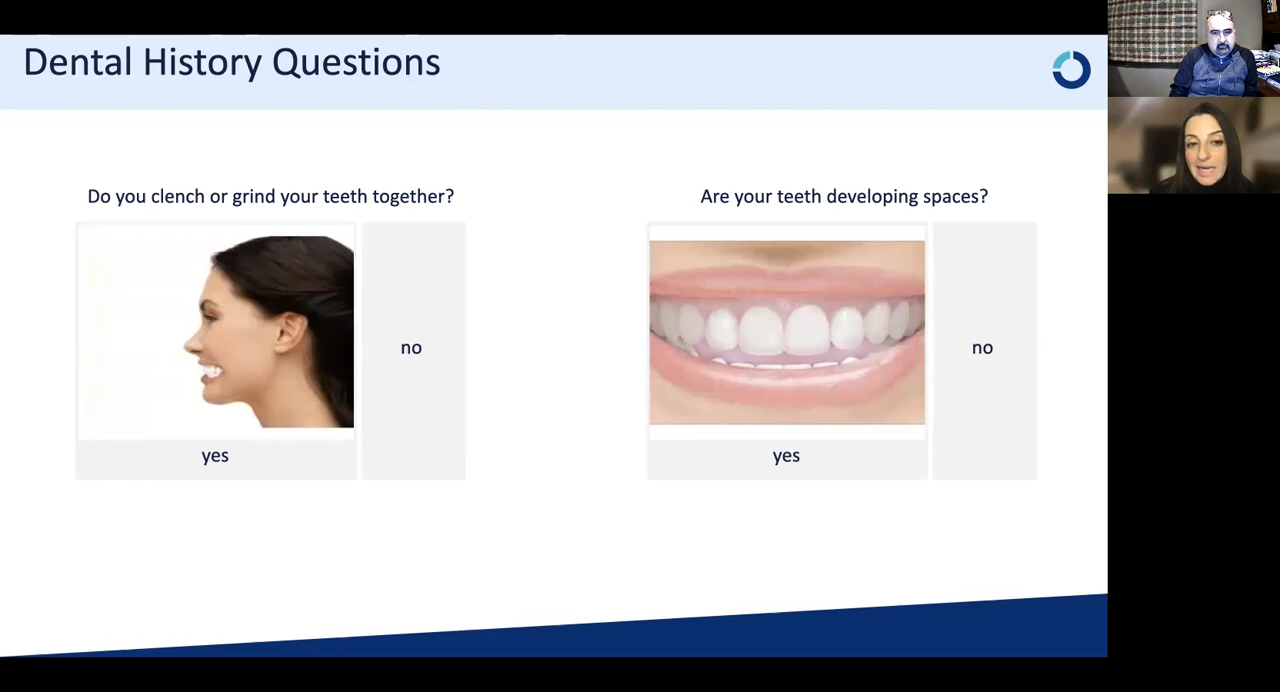 Dental History Questions
Do you clench or grind your teeth together?
no
yes
Are your teeth developing spaces?
no
yes